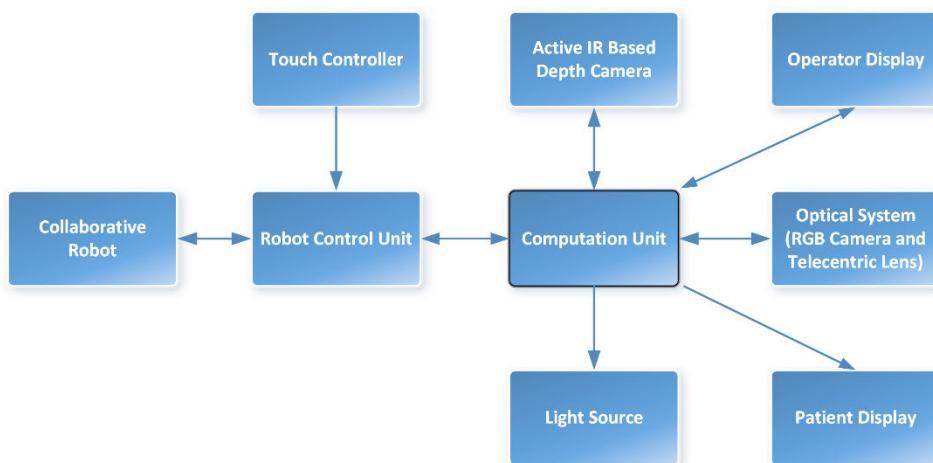 Touch Controller
Active IR Based
Depth Camera
Operator Display
Collaborative
Robot
Robot Control Unit
Computation Unit
Optical System
(RGB Camera and
Telecentric Lens)
Light Source
Patient Display